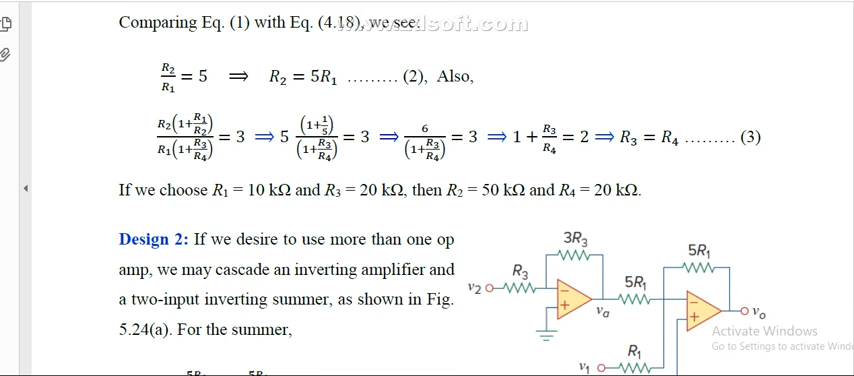 Comparing Eq. (1) with Eq. (4.18), we see:
R₂/R₁ = 5 ⟹ R₂ = 5R₁ ……… (2), Also,
R₂(1+R₁/R₂)/R₁(1+R₃/R₄) = 3 ⟹ 5 (1+1/5)/(1+R₃/R₄) = 3 ⟹ 6/(1+R₃/R₄) = 3 ⟹ 1 + R₃/R₄ = 2 ⟹ R₃ = R₄ ……… (3)
If we choose R₁ = 10 kΩ and R₃ = 20 kΩ, then R₂ = 50 kΩ and R₄ = 20 kΩ.
Design 2: If we desire to use more than one op
amp, we may cascade an inverting amplifier and
a two-input inverting summer, as shown in Fig.
5.24(a). For the summer,
3R₃
5R₁
R₃
5R₁
v₂
−
+
vₐ
−
+
vₒ
R₁
v₁
Activate Windows
Go to Settings to activate Windo